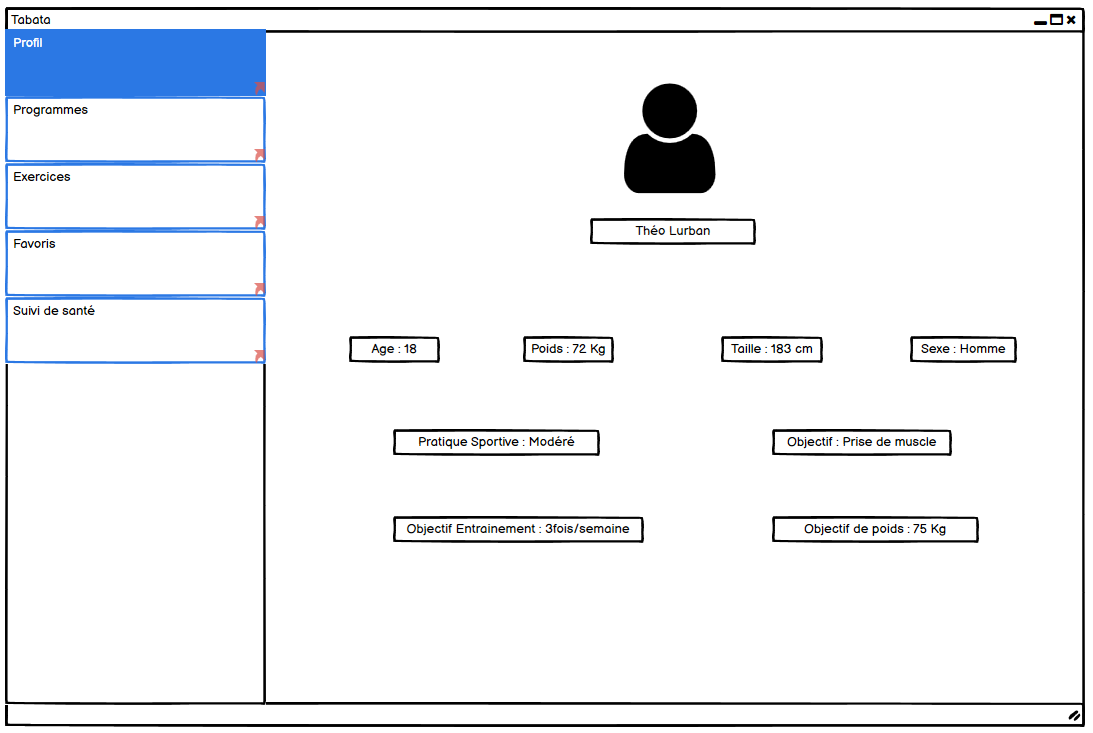 Tabata
Profil
Programmes
Exercices
Favoris
Suivi de santé
Théo Lurban
Age : 18
Poids : 72 Kg
Taille : 183 cm
Sexe : Homme
Pratique Sportive : Modéré
Objectif : Prise de muscle
Objectif Entrainement : 3fois/semaine
Objectif de poids : 75 Kg